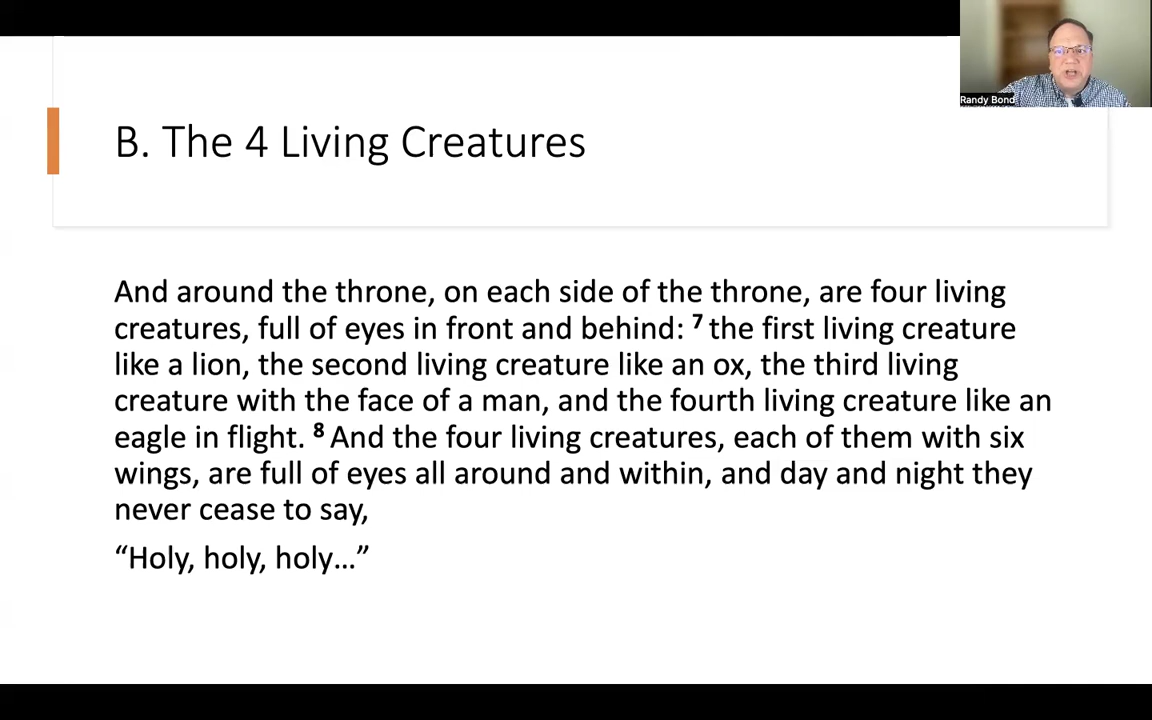 Randy Bond
B. The 4 Living Creatures
And around the throne, on each side of the throne, are four living
creatures, full of eyes in front and behind: 7 the first living creature
like a lion, the second living creature like an ox, the third living
creature with the face of a man, and the fourth living creature like an
eagle in flight. 8 And the four living creatures, each of them with six
wings, are full of eyes all around and within, and day and night they
never cease to say,
“Holy, holy, holy…”